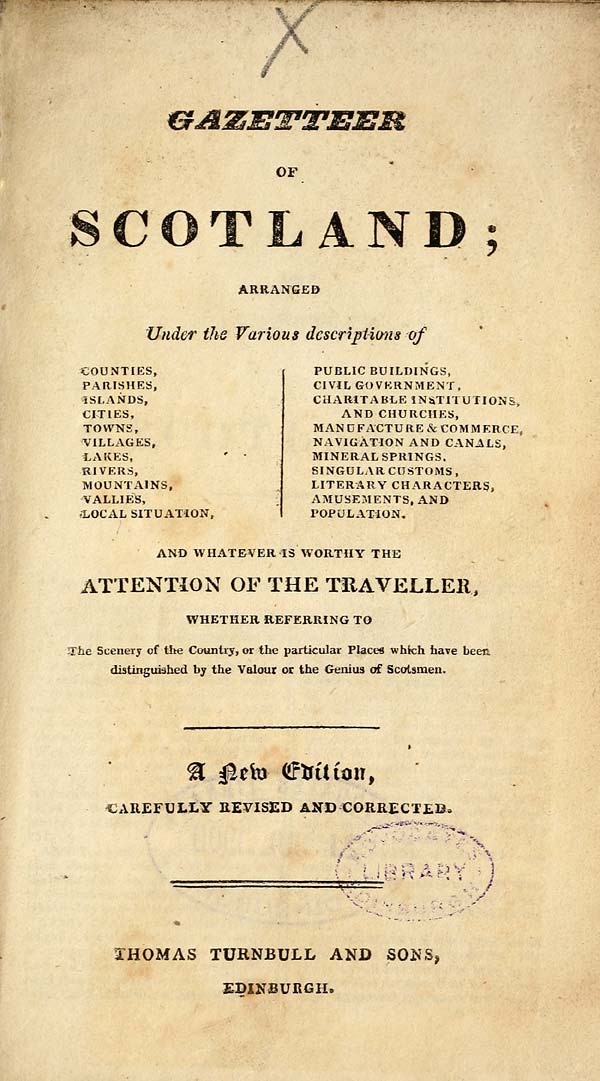 GAZETTEER
OF
SCOTLAND;
ARRANGED
Under the Various descriptions of
COUNTIES,
PARISHES,
ISLANDS,
CITIES,
TOWNS,
VILLAGES,
LAKES,
RIVERS,
MOUNTAINS,
VALLIES,
LOCAL SITUATION,
PUBLIC BUILDINGS,
CIVIL GOVERNMENT,
CHARITABLE INSTITUTIONS,
AND CHURCHES,
MANUFACTURE & COMMERCE,
NAVIGATION AND CANALS,
MINERAL SPRINGS,
SINGULAR CUSTOMS,
LITERARY CHARACTERS,
AMUSEMENTS, AND
POPULATION.
AND WHATEVER IS WORTHY THE
ATTENTION OF THE TRAVELLER,
WHETHER REFERRING TO
The Scenery of the Country, or the particular Places which have been
distinguished by the Valour or the Genius of Scotsmen.
A New Edition,
CAREFULLY REVISED AND CORRECTED.
ADVOCATES
LIBRARY
EDINBURGH
THOMAS TURNBULL AND SONS,
EDINBURGH.